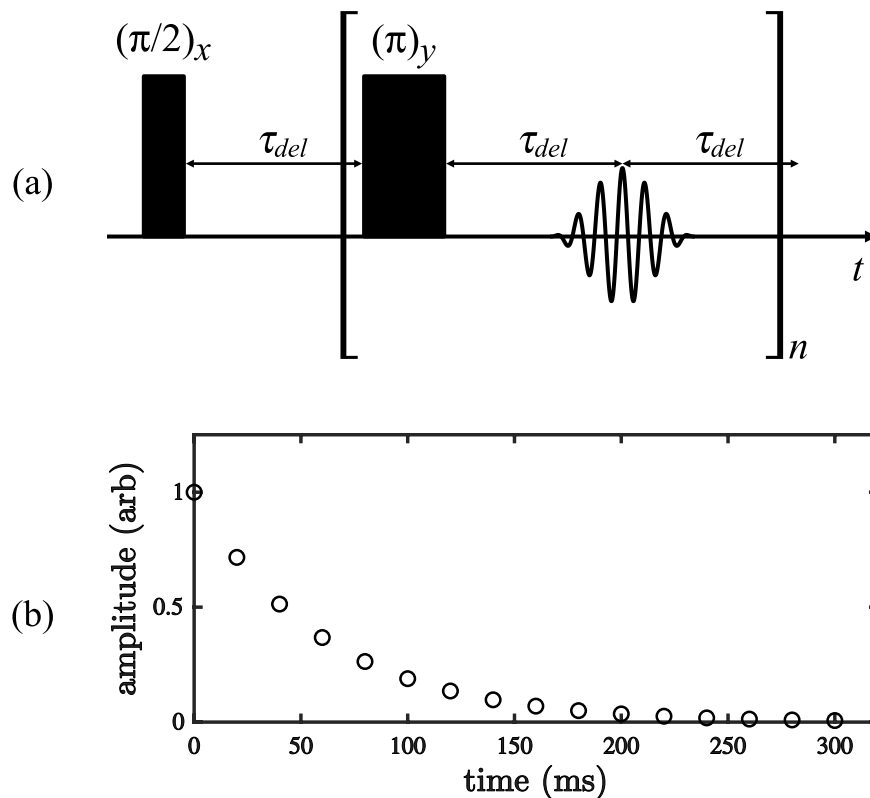 (π/2)x (π)y
τdel τdel τdel
(a)
t
n
1
0.5
0
amplitude (arb)
(b)
0 50 100 150 200 250 300
time (ms)